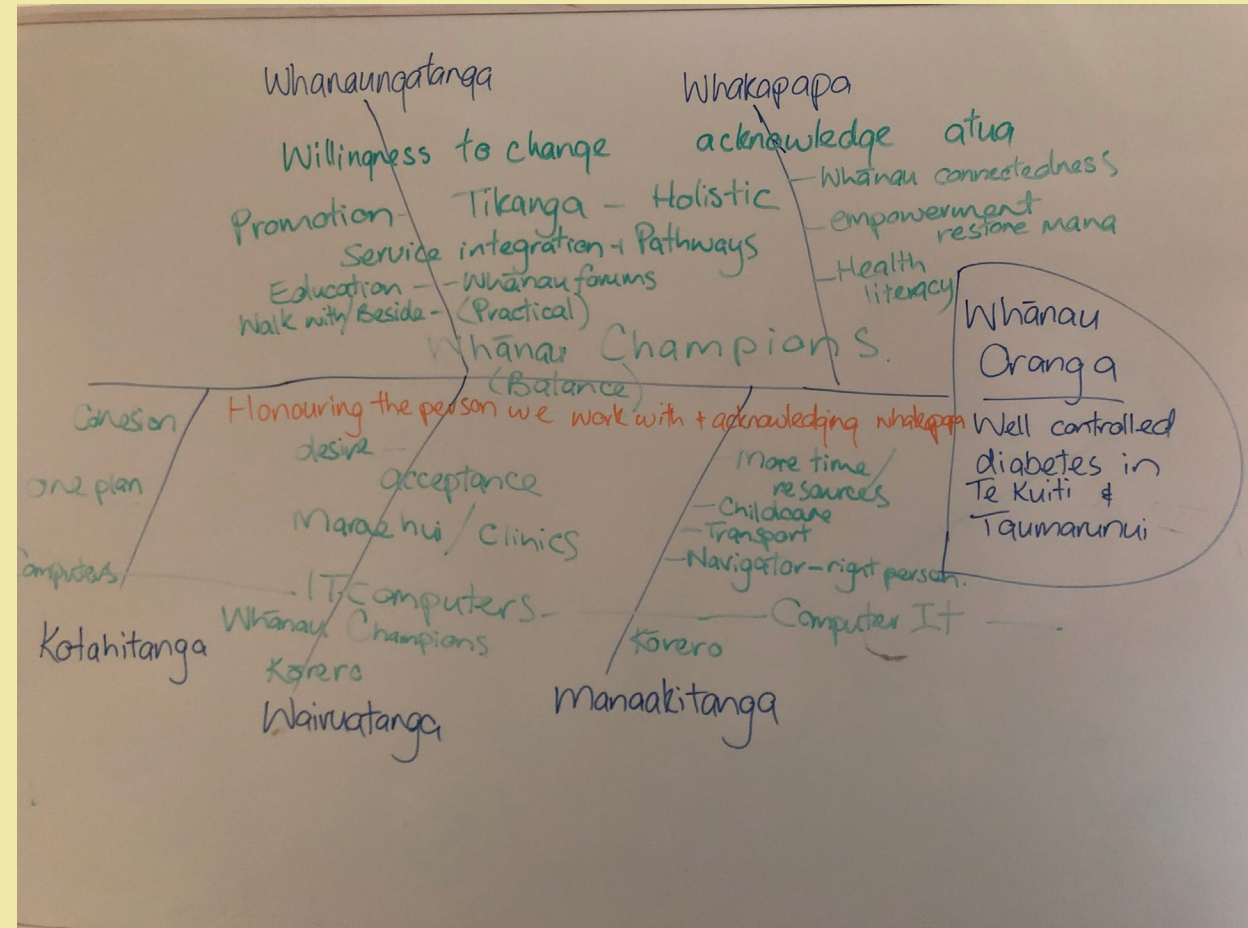 Whanaungatanga
Willingness to change
Promotion
Tikanga - Holistic
Service integration + Pathways
Education - - Whānau forums
Walk with/Beside - (Practical)
Whānau Champions.
(Balance)
Whakapapa
acknowledge atua
- Whānau connectedness
- empowerment
restore mana
- Health
literacy
Honouring the person we work with + acknowledging whakapapa
Whānau
Oranga
Well controlled
diabetes in
Te Kuiti &
Taumarunui
Cohesion
one plan
Computers
Kotahitanga
desire
acceptance
Marae hui / Clinics
IT Computers
Whānau Champions
Kōrero
Wairuatanga
more time /
resources
- Childcare
- Transport
- Navigator - right person.
Computer It
Kōrero
Manaakitanga